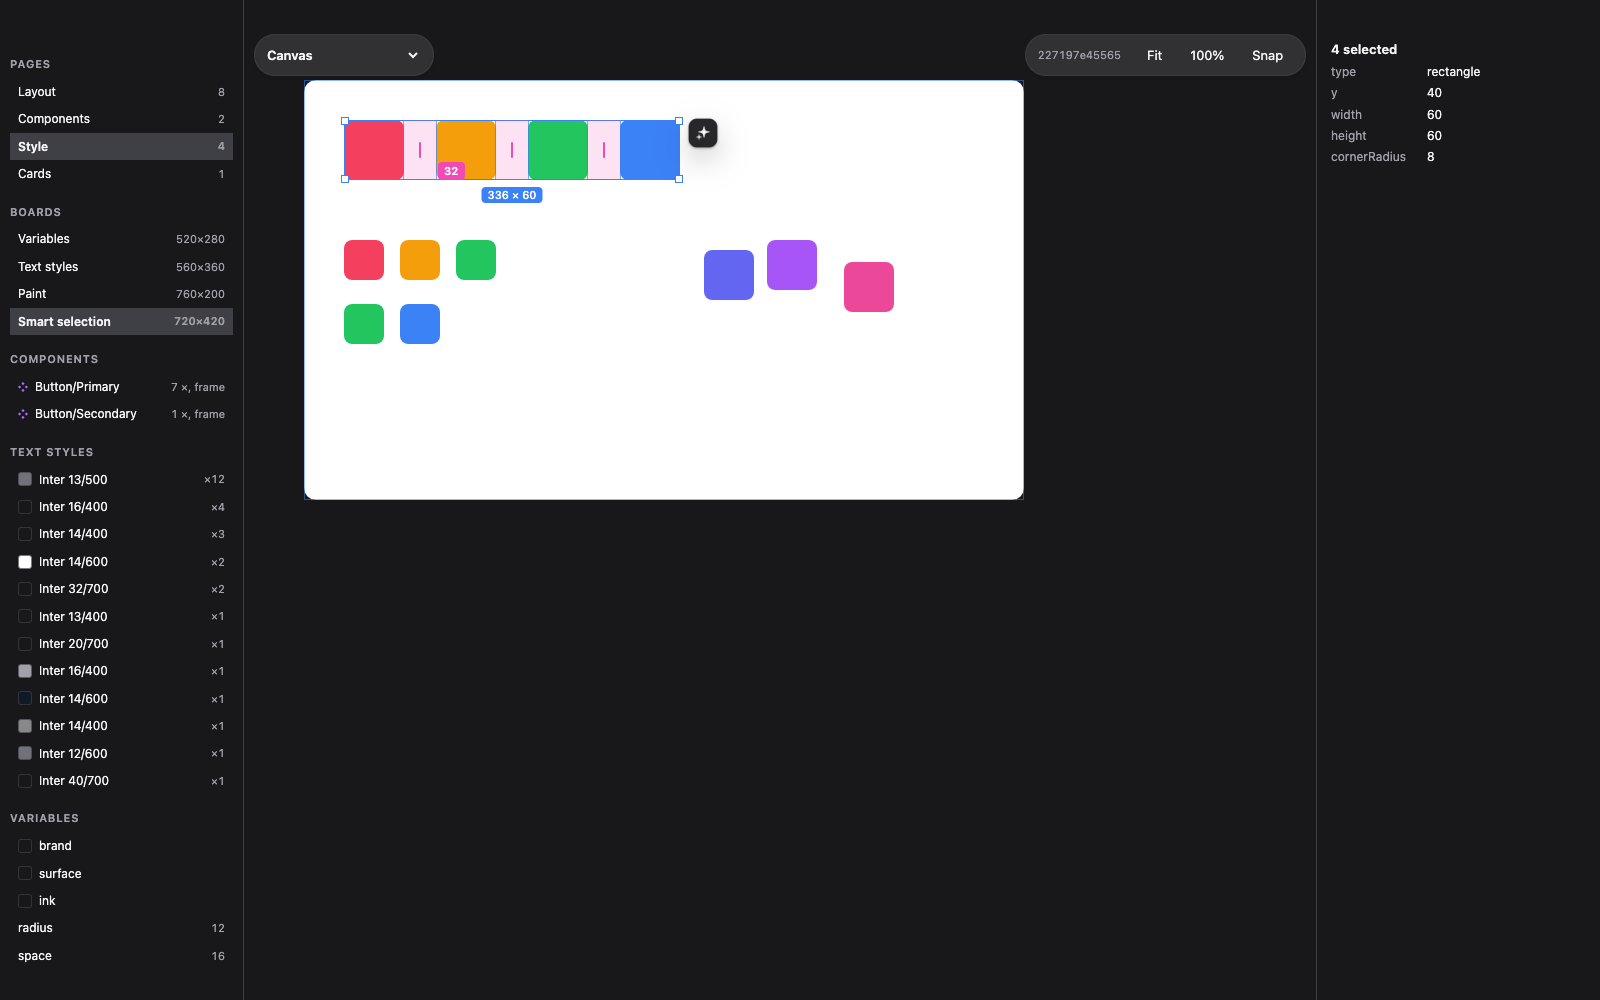 PAGES
Layout 8
Components 2
Style 4
Cards 1
BOARDS
Variables 520×280
Text styles 560×360
Paint 760×200
Smart selection 720×420
COMPONENTS
Button/Primary 7 ×, frame
Button/Secondary 1 ×, frame
TEXT STYLES
Inter 13/500 ×12
Inter 16/400 ×4
Inter 14/400 ×3
Inter 14/600 ×2
Inter 32/700 ×2
Inter 13/400 ×1
Inter 20/700 ×1
Inter 16/400 ×1
Inter 14/600 ×1
Inter 14/400 ×1
Inter 12/600 ×1
Inter 40/700 ×1
VARIABLES
brand
surface
ink
radius 12
space 16
Canvas
227197e45565 Fit 100% Snap
32
336 × 60
4 selected
type rectangle
y 40
width 60
height 60
cornerRadius 8